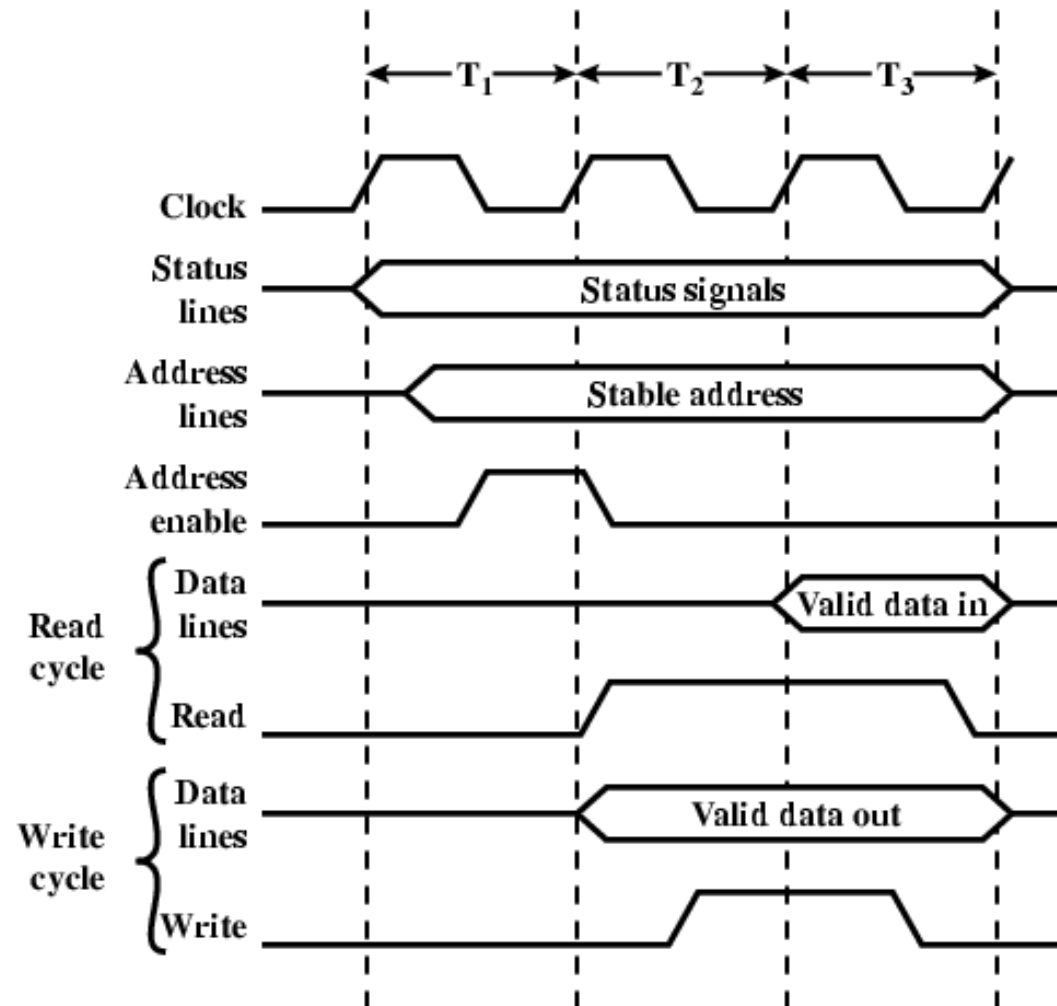 T1
T2
T3
Clock
Status
lines
Status signals
Address
lines
Stable address
Address
enable
Read
cycle
Data
lines
Valid data in
Read
Write
cycle
Data
lines
Valid data out
Write